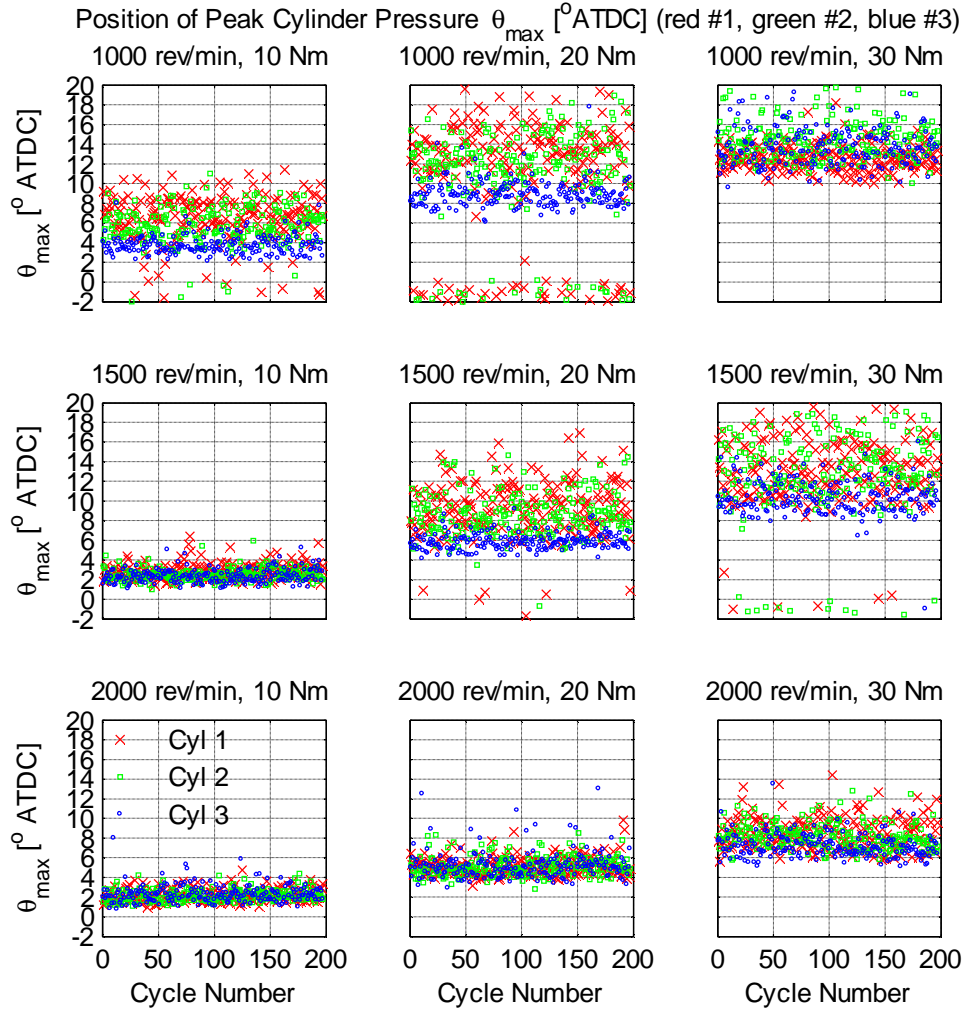 Position of Peak Cylinder Pressure θmax [oATDC] (red #1, green #2, blue #3)
1000 rev/min, 10 Nm
1000 rev/min, 20 Nm
1000 rev/min, 30 Nm
20
18
16
14
12
10
8
6
4
2
0
-2
θmax [o ATDC]
1500 rev/min, 10 Nm
1500 rev/min, 20 Nm
1500 rev/min, 30 Nm
20
18
16
14
12
10
8
6
4
2
0
-2
θmax [o ATDC]
2000 rev/min, 10 Nm
2000 rev/min, 20 Nm
2000 rev/min, 30 Nm
20
18
16
14
12
10
8
6
4
2
0
-2
θmax [o ATDC]
Cyl 1
Cyl 2
Cyl 3
0 50 100 150 200
0 50 100 150 200
0 50 100 150 200
Cycle Number
Cycle Number
Cycle Number